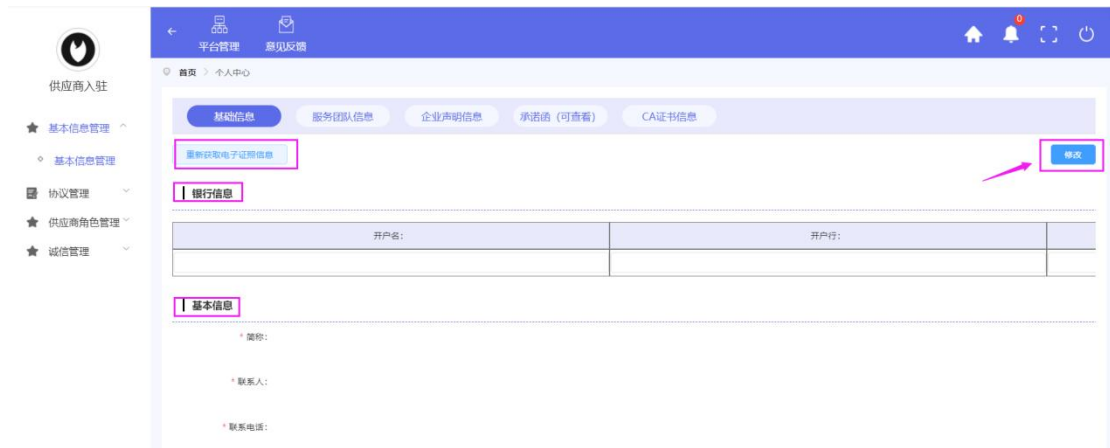 平台管理 意见反馈 0
供应商入驻
首页 > 个人中心
基础信息 服务团队信息 企业声明信息 承诺函（可查看） CA证书信息
基本信息管理
基本信息管理
协议管理
供应商角色管理
诚信管理
重新获取电子证照信息 修改
银行信息
开户名： 开户行：
基本信息
* 简称：
* 联系人：
* 联系电话：